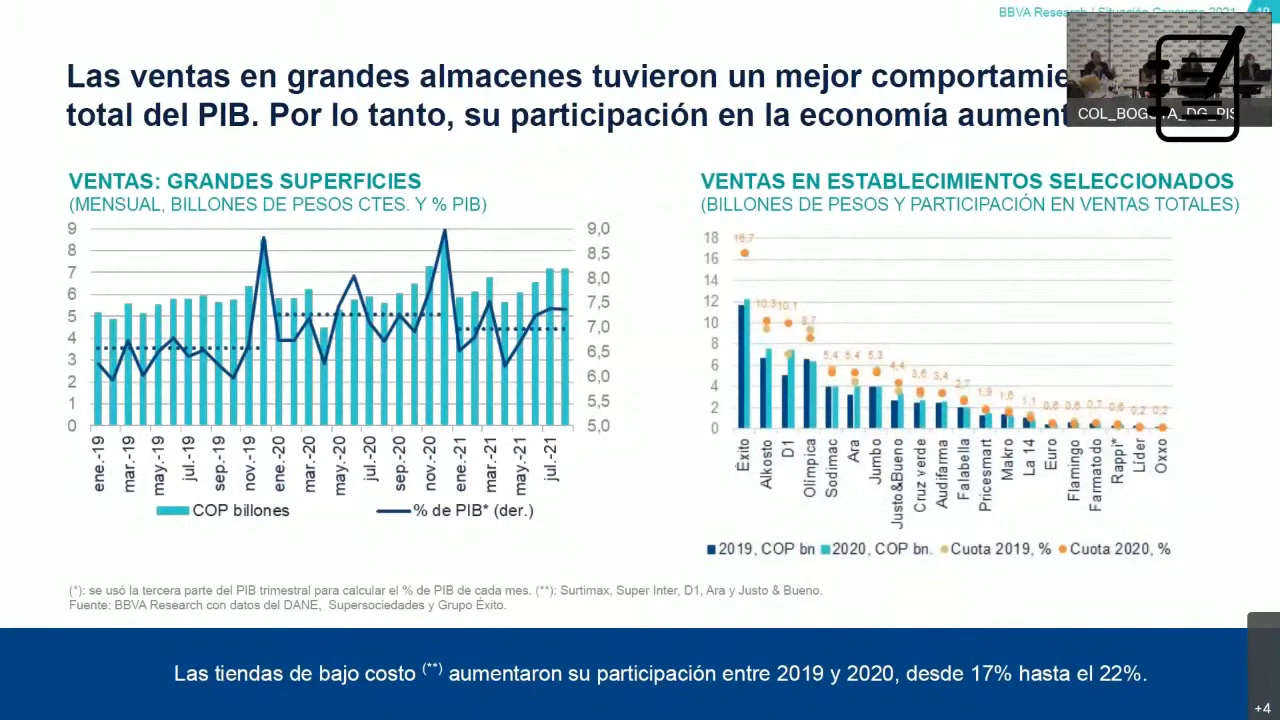 BBVA Research / Situación Consumo 2021 19
Las ventas en grandes almacenes tuvieron un mejor
total del PIB. Por lo tanto, su participación en la economía
COL_BOGOTA_DG_PIS
VENTAS: GRANDES SUPERFICIES
(MENSUAL, BILLONES DE PESOS CTES. Y % PIB)
9
8
7
6
5
4
3
2
1
0
9,0
8,5
8,0
7,5
7,0
6,5
6,0
5,5
5,0
ene.-19
mar.-19
may.-19
jul.-19
sep.-19
nov.-19
ene.-20
mar.-20
may.-20
jul.-20
sep.-20
nov.-20
ene.-21
mar.-21
may.-21
jul.-21
COP billones
% de PIB* (der.)
VENTAS EN ESTABLECIMIENTOS SELECCIONADOS
(BILLONES DE PESOS Y PARTICIPACIÓN EN VENTAS TOTALES)
18
16
14
12
10
8
6
4
2
0
16,7
10,3
10,1
8,7
5,4
5,4
5,3
4,4
3,6
3,4
2,7
1,9
1,6
1,1
0,6
0,6
0,7
0,6
0,2
0,2
Éxito
Alkosto
D1
Olímpica
Sodimac
Ara
Jumbo
Justo&Bueno
Cruz verde
Audifarma
Falabella
Pricesmart
Makro
La 14
Euro
Flamingo
Farmatodo
Rappi*
Líder
Oxxo
2019, COP bn
2020, COP bn.
Cuota 2019, %
Cuota 2020, %
(*): se usó la tercera parte del PIB trimestral para calcular el % de PIB de cada mes. (**): Surtimax, Super Inter, D1, Ara y Justo & Bueno.
Fuente: BBVA Research con datos del DANE, Supersociedades y Grupo Éxito.
Las tiendas de bajo costo (**) aumentaron su participación entre 2019 y 2020, desde 17% hasta el 22%.
+4